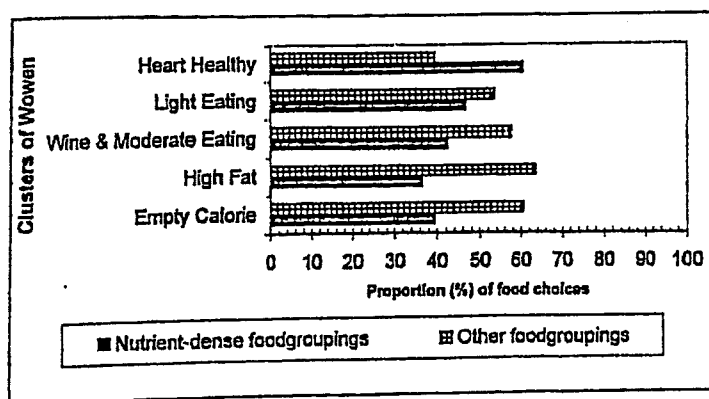 Clusters of Wowen
Heart Healthy
Light Eating
Wine & Moderate Eating
High Fat
Empty Calorie
0 10 20 30 40 50 60 70 80 90 100
Proportion (%) of food choices
Nutrient-dense foodgroupings
Other foodgroupings